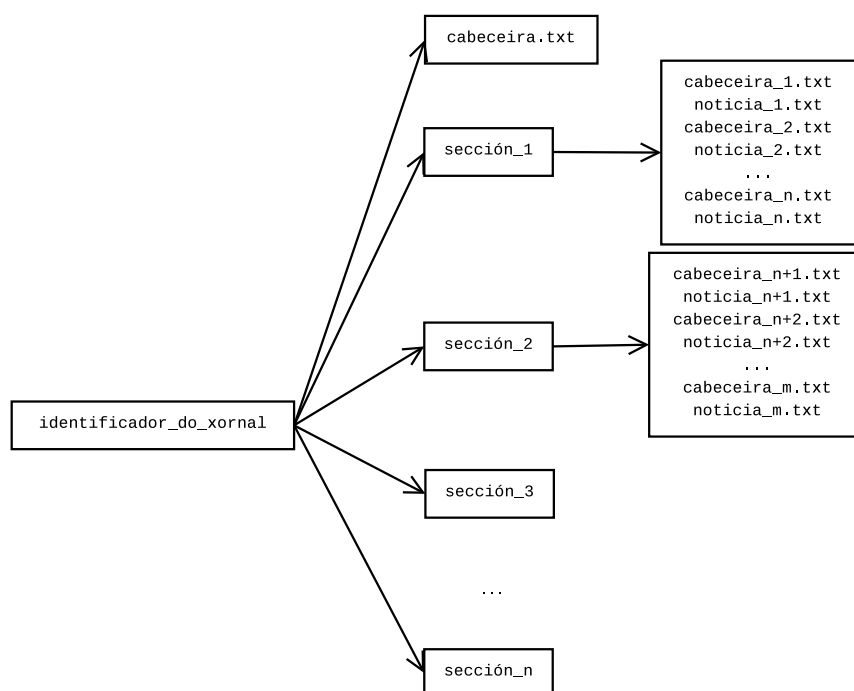 cabeceira.txt
sección_1
cabeceira_1.txt
noticia_1.txt
cabeceira_2.txt
noticia_2.txt
...
cabeceira_n.txt
noticia_n.txt
sección_2
cabeceira_n+1.txt
noticia_n+1.txt
cabeceira_n+2.txt
noticia_n+2.txt
...
cabeceira_m.txt
noticia_m.txt
identificador_do_xornal
sección_3
...
sección_n